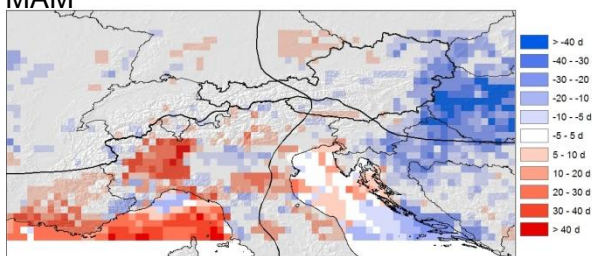 MAM
> -40 d
-40 - -30
-30 - -20
-20 - -10
-10 - -5 d
-5 - 5 d
5 - 10 d
10 - 20 d
20 - 30 d
30 - 40 d
> 40 d